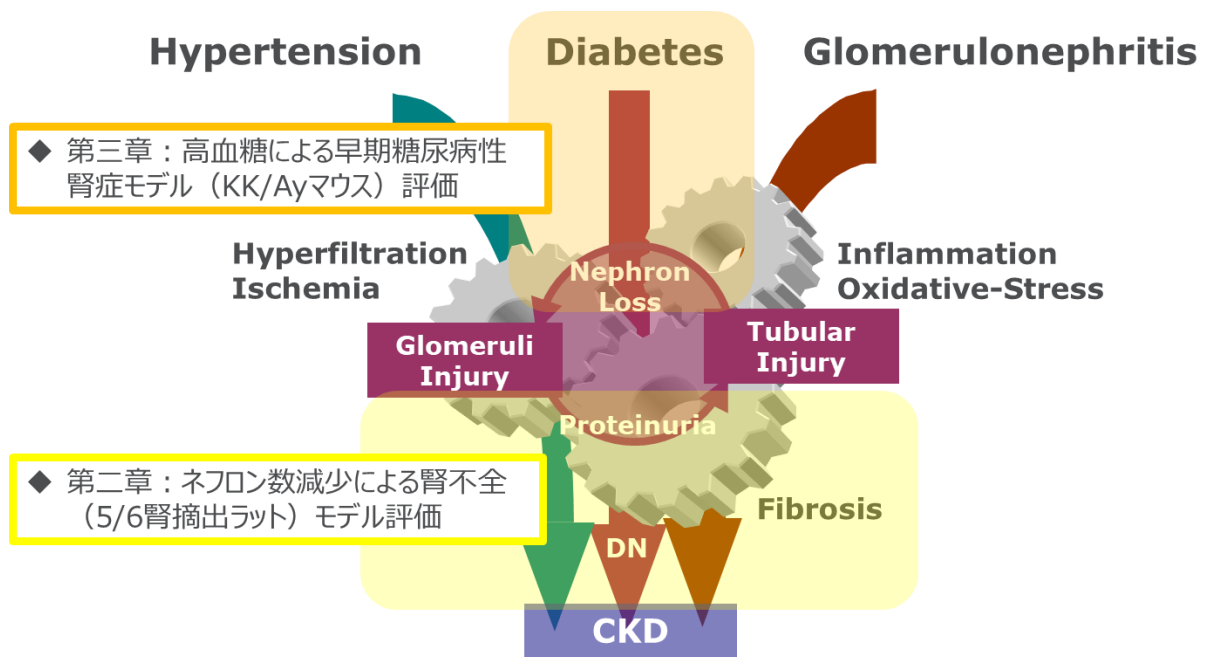 Hypertension
Diabetes
Glomerulonephritis
◆ 第三章：高血糖による早期糖尿病性
腎症モデル（KK/Ayマウス）評価
Hyperfiltration
Ischemia
Nephron
Loss
Inflammation
Oxidative-Stress
Glomeruli
Injury
Tubular
Injury
Proteinuria
◆ 第二章：ネフロン数減少による腎不全
（5/6腎摘出ラット）モデル評価
Fibrosis
DN
CKD